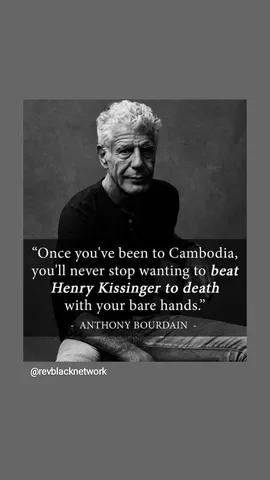 “Once you've been to Cambodia,
you'll never stop wanting to beat
Henry Kissinger to death
with your bare hands.”
- ANTHONY BOURDAIN -
@revblacknetwork